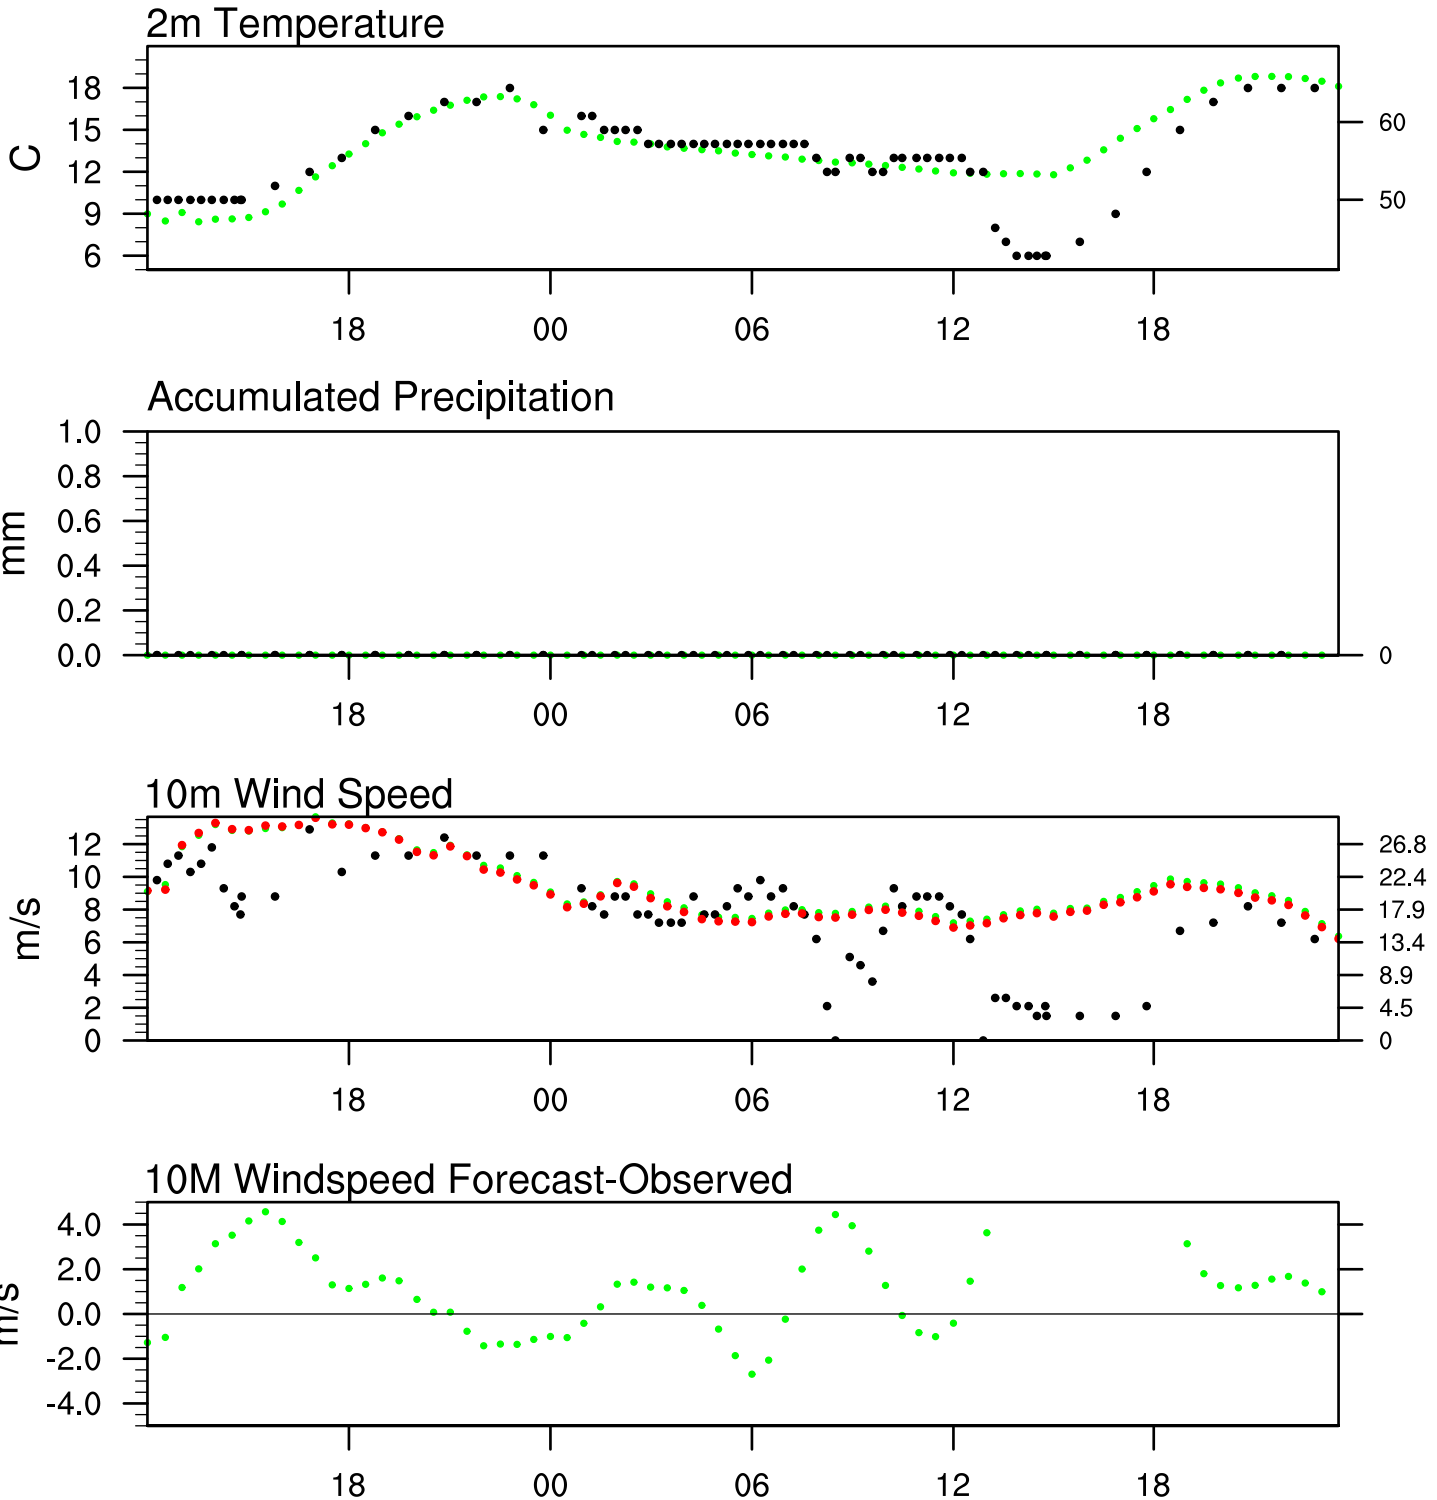 2m Temperature
C
18
15
12
9
6
60
50
18 00 06 12 18
Accumulated Precipitation
mm
1.0
0.8
0.6
0.4
0.2
0.0
0
18 00 06 12 18
10m Wind Speed
m/s
12
10
8
6
4
2
0
26.8
22.4
17.9
13.4
8.9
4.5
0
18 00 06 12 18
10M Windspeed Forecast-Observed
m/s
4.0
2.0
0.0
-2.0
-4.0
18 00 06 12 18